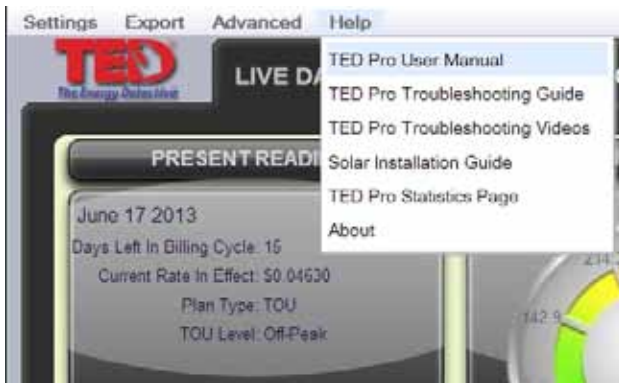 Settings Export Advanced Help
TED
The Energy Detective
LIVE DA
TED Pro User Manual
TED Pro Troubleshooting Guide
TED Pro Troubleshooting Videos
Solar Installation Guide
TED Pro Statistics Page
About
PRESENT READI
June 17 2013
Days Left In Billing Cycle: 15
Current Rate In Effect: $0.04630
Plan Type: TOU
TOU Level: Off-Peak
142.9